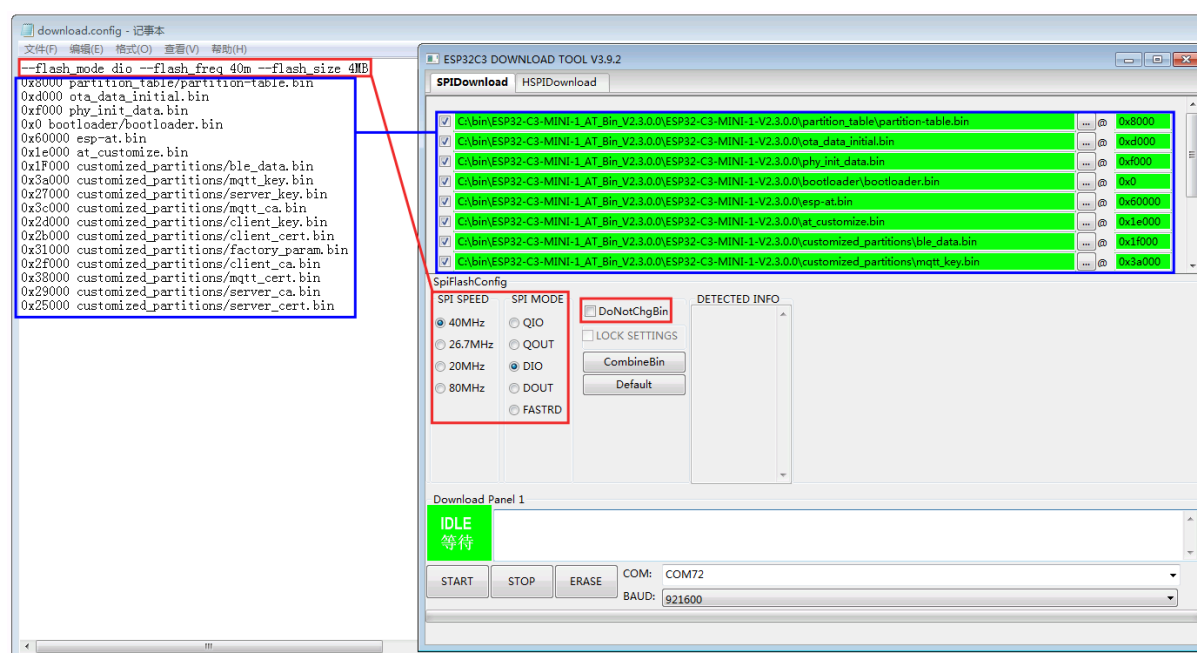 download.config - 记事本
文件(F) 编辑(E) 格式(O) 查看(V) 帮助(H)
--flash_mode dio --flash_freq 40m --flash_size 4MB
0x8000 partition_table/partition-table.bin
0xd000 ota_data_initial.bin
0xf000 phy_init_data.bin
0x0 bootloader/bootloader.bin
0x60000 esp-at.bin
0x1e000 at_customize.bin
0x1F000 customized_partitions/ble_data.bin
0x3a000 customized_partitions/mqtt_key.bin
0x27000 customized_partitions/server_key.bin
0x3c000 customized_partitions/mqtt_ca.bin
0x2d000 customized_partitions/client_key.bin
0x2b000 customized_partitions/client_cert.bin
0x31000 customized_partitions/factory_param.bin
0x2f000 customized_partitions/client_ca.bin
0x38000 customized_partitions/mqtt_cert.bin
0x29000 customized_partitions/server_ca.bin
0x25000 customized_partitions/server_cert.bin
ESP32C3 DOWNLOAD TOOL V3.9.2
SPIDownload HSPIDownload
C:\bin\ESP32-C3-MINI-1_AT_Bin_V2.3.0.0\ESP32-C3-MINI-1-V2.3.0.0\partition_table\partition-table.bin ... @ 0x8000
C:\bin\ESP32-C3-MINI-1_AT_Bin_V2.3.0.0\ESP32-C3-MINI-1-V2.3.0.0\ota_data_initial.bin ... @ 0xd000
C:\bin\ESP32-C3-MINI-1_AT_Bin_V2.3.0.0\ESP32-C3-MINI-1-V2.3.0.0\phy_init_data.bin ... @ 0xf000
C:\bin\ESP32-C3-MINI-1_AT_Bin_V2.3.0.0\ESP32-C3-MINI-1-V2.3.0.0\bootloader\bootloader.bin ... @ 0x0
C:\bin\ESP32-C3-MINI-1_AT_Bin_V2.3.0.0\ESP32-C3-MINI-1-V2.3.0.0\esp-at.bin ... @ 0x60000
C:\bin\ESP32-C3-MINI-1_AT_Bin_V2.3.0.0\ESP32-C3-MINI-1-V2.3.0.0\at_customize.bin ... @ 0x1e000
C:\bin\ESP32-C3-MINI-1_AT_Bin_V2.3.0.0\ESP32-C3-MINI-1-V2.3.0.0\customized_partitions\ble_data.bin ... @ 0x1f000
C:\bin\ESP32-C3-MINI-1_AT_Bin_V2.3.0.0\ESP32-C3-MINI-1-V2.3.0.0\customized_partitions\mqtt_key.bin ... @ 0x3a000
SpiFlashConfig
SPI SPEED SPI MODE DETECTED INFO
DoNotChgBin
40MHz QIO
LOCK SETTINGS
26.7MHz QOUT
20MHz DIO CombineBin
80MHz DOUT Default
FASTRD
Download Panel 1
IDLE
等待
START STOP ERASE COM: COM72
BAUD: 921600